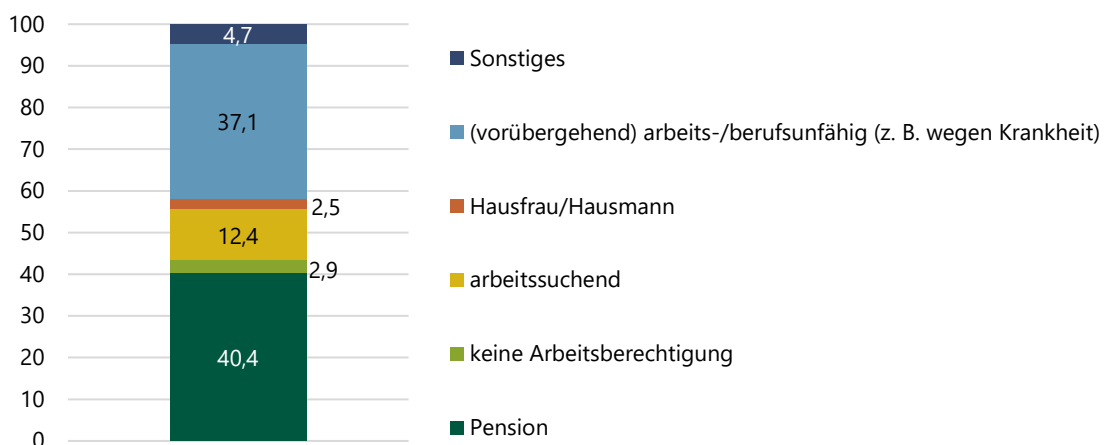 100
90
80
70
60
50
40
30
20
10
0
4,7
37,1
2,5
12,4
2,9
40,4
Sonstiges
(vorübergehend) arbeits-/berufsunfähig (z. B. wegen Krankheit)
Hausfrau/Hausmann
arbeitssuchend
keine Arbeitsberechtigung
Pension